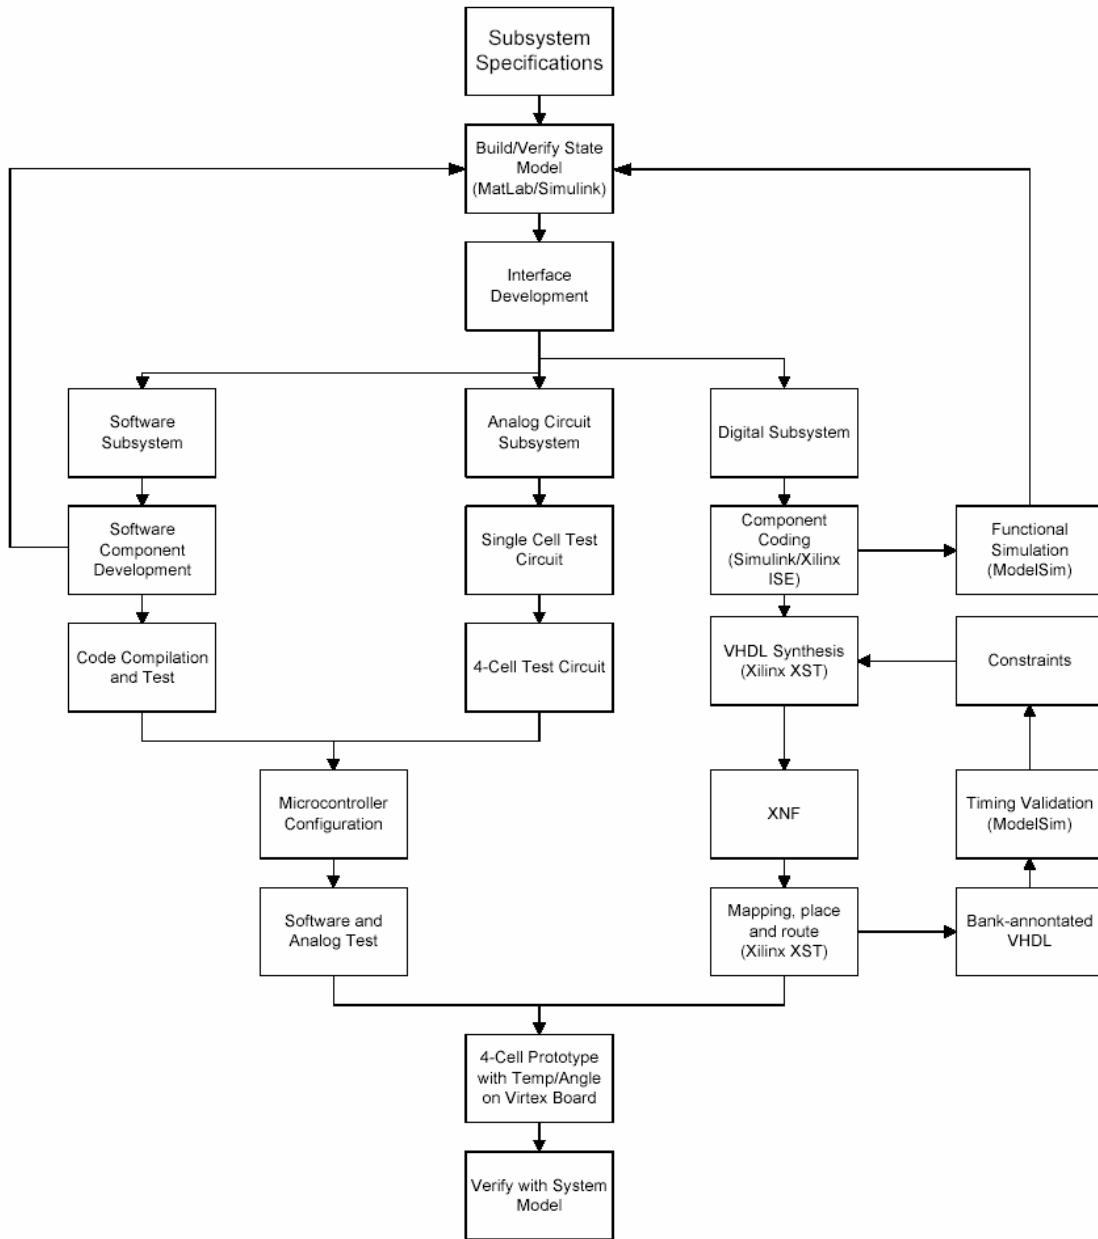 Subsystem
Specifications
Build/Verify State
Model
(MatLab/Simulink)
Interface
Development
Software
Subsystem
Analog Circuit
Subsystem
Digital Subsystem
Software
Component
Development
Single Cell Test
Circuit
Component
Coding
(Simulink/Xilinx
ISE)
Functional
Simulation
(ModelSim)
Code Compilation
and Test
4-Cell Test Circuit
VHDL Synthesis
(Xilinx XST)
Constraints
Microcontroller
Configuration
XNF
Timing Validation
(ModelSim)
Software and
Analog Test
Mapping, place
and route
(Xilinx XST)
Bank-anontated
VHDL
4-Cell Prototype
with Temp/Angle
on Virtex Board
Verify with System
Model